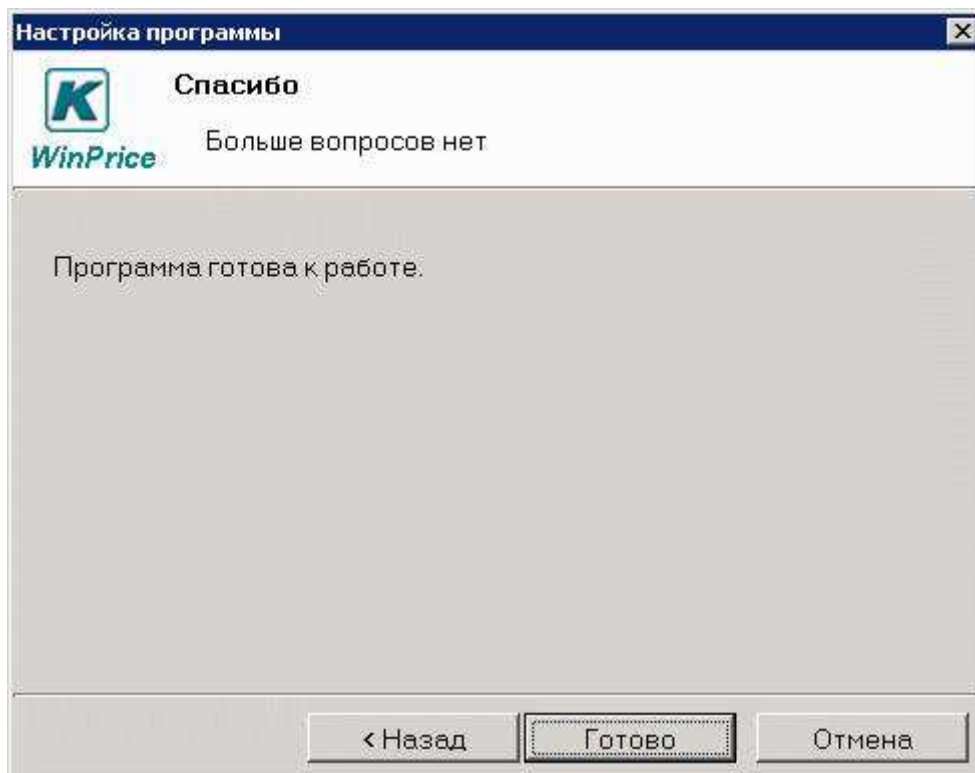 Настройка программы
K
Спасибо
Больше вопросов нет
WinPrice
Программа готова к работе.
< Назад
Готово
Отмена